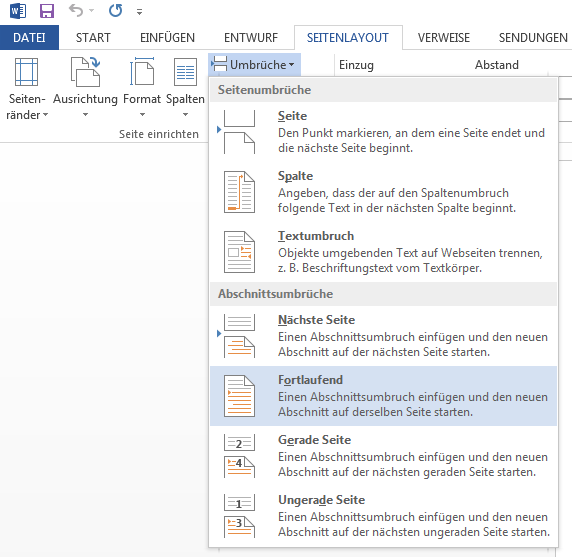 DATEI START EINFÜGEN ENTWURF SEITENLAYOUT VERWEISE SENDUNGEN
Umbrüche Einzug Abstand
Seiten-
ränder Ausrichtung Format Spalten
Seite einrichten
Seitenumbrüche
Seite
Den Punkt markieren, an dem eine Seite endet und
die nächste Seite beginnt.
Spalte
Angeben, dass der auf den Spaltenumbruch
folgende Text in der nächsten Spalte beginnt.
Textumbruch
Objekte umgebenden Text auf Webseiten trennen,
z. B. Beschriftungstext vom Textkörper.
Abschnittsumbrüche
Nächste Seite
Einen Abschnittsumbruch einfügen und den neuen
Abschnitt auf der nächsten Seite starten.
Fortlaufend
Einen Abschnittsumbruch einfügen und den neuen
Abschnitt auf derselben Seite starten.
2
4
Gerade Seite
Einen Abschnittsumbruch einfügen und den neuen
Abschnitt auf der nächsten geraden Seite starten.
1
3
Ungerade Seite
Einen Abschnittsumbruch einfügen und den neuen
Abschnitt auf der nächsten ungeraden Seite starten.